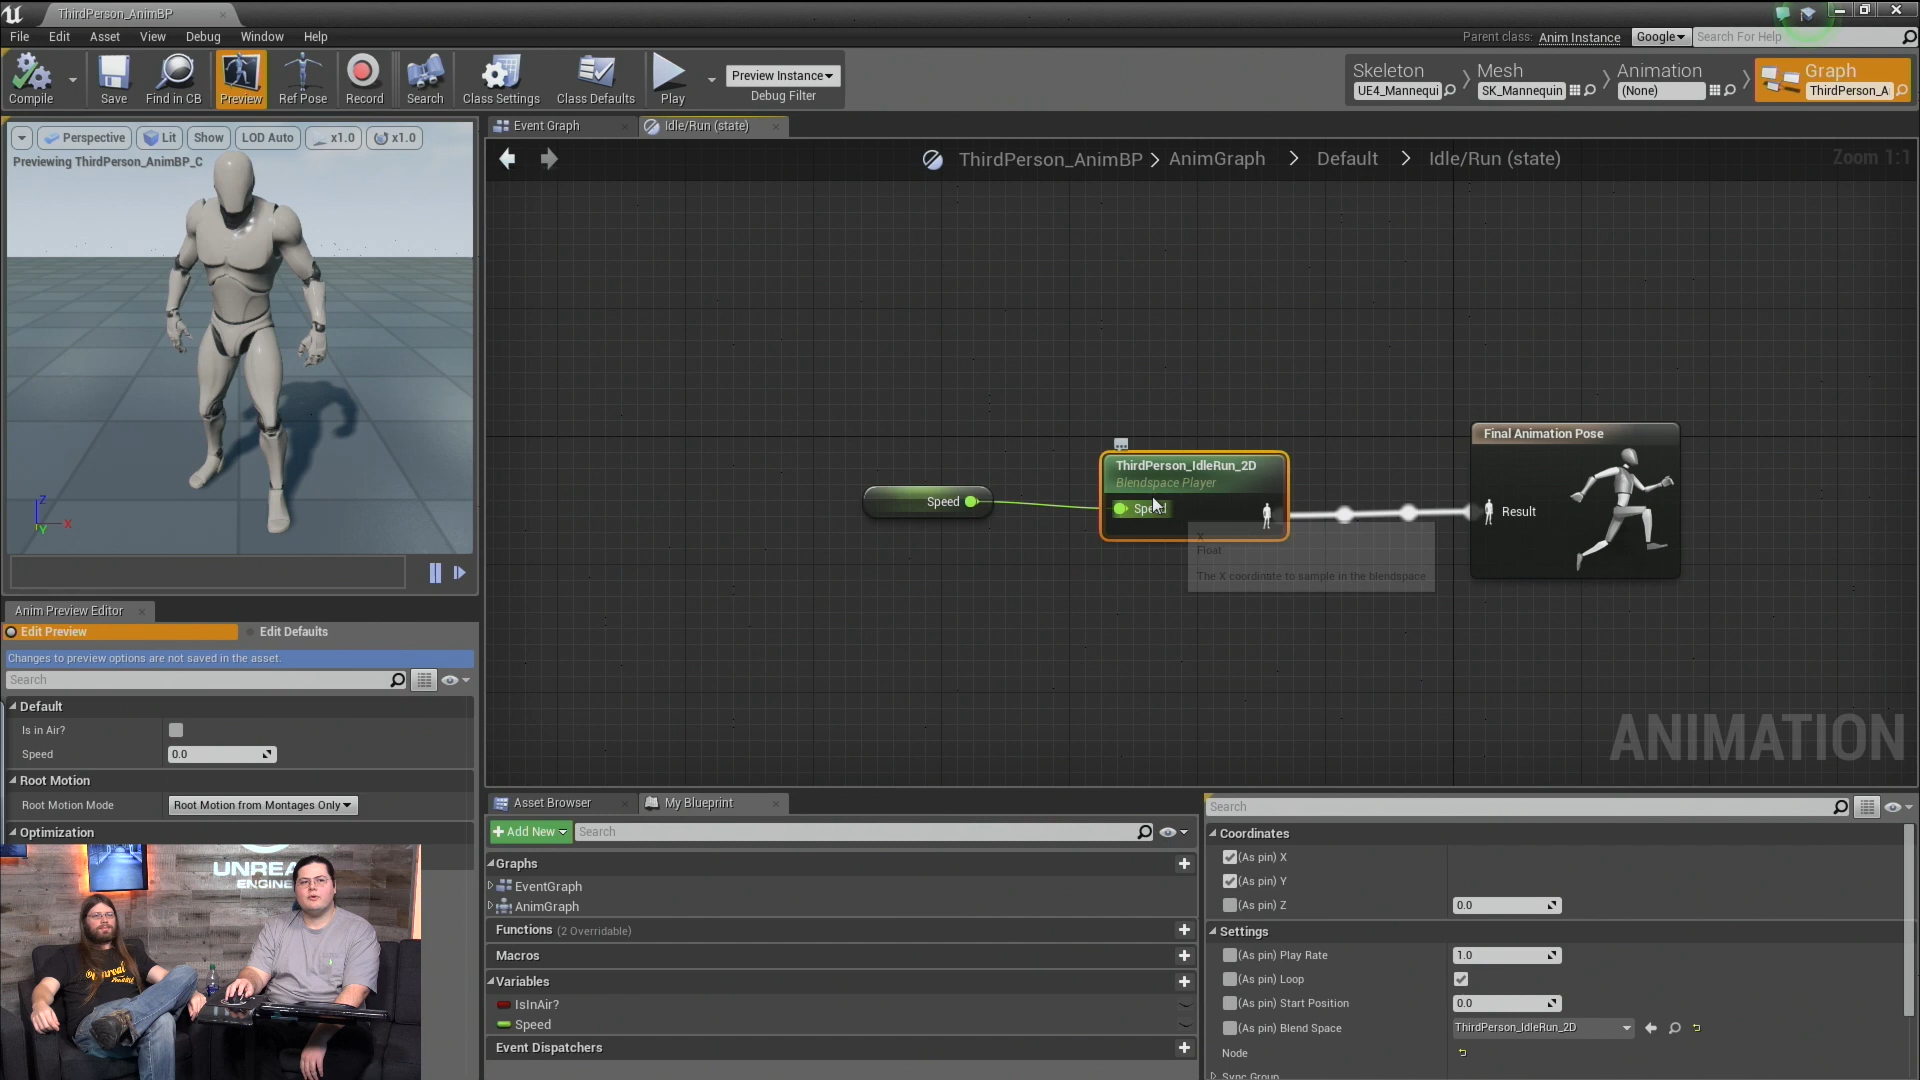 ThirdPerson_AnimBP
File Edit Asset View Debug Window Help
Parent class: Anim Instance Google Search For Help
Compile Save Find in CB Preview Ref Pose Record Search Class Settings Class Defaults Play
Preview Instance
Debug Filter
Skeleton
UE4_Mannequi
Mesh
SK_Mannequin
Animation
(None)
Graph
ThirdPerson_A
Perspective Lit Show LOD Auto x1.0 x1.0
Previewing ThirdPerson_AnimBP_C
Z
X
Y
Event Graph Idle/Run (state)
ThirdPerson_AnimBP > AnimGraph > Default > Idle/Run (state)
Zoom 1:1
Speed
ThirdPerson_IdleRun_2D
Blendspace Player
Speed
X
Float
The X coordinate to sample in the blendspace
Final Animation Pose
Result
ANIMATION
Anim Preview Editor
Edit Preview Edit Defaults
Changes to preview options are not saved in the asset.
Search
Default
Is in Air?
Speed 0.0
Root Motion
Root Motion Mode Root Motion from Montages Only
Optimization
Asset Browser My Blueprint
Add New Search
Graphs
EventGraph
AnimGraph
Functions (2 Overridable)
Macros
Variables
IsInAir?
Speed
Event Dispatchers
Search
Coordinates
(As pin) X
(As pin) Y
(As pin) Z 0.0
Settings
(As pin) Play Rate 1.0
(As pin) Loop
(As pin) Start Position 0.0
(As pin) Blend Space ThirdPerson_IdleRun_2D
Node
Sync Group